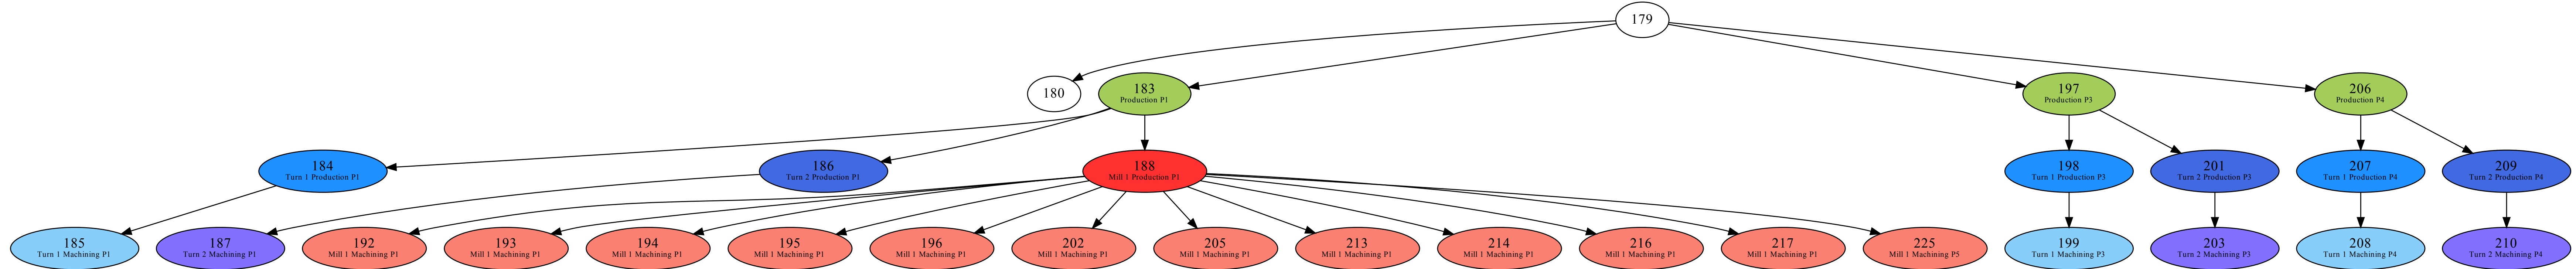 179
180
183
Production P1
197
Production P3
206
Production P4
184
Turn 1 Production P1
186
Turn 2 Production P1
188
Mill 1 Production P1
198
Turn 1 Production P3
201
Turn 2 Production P3
207
Turn 1 Production P4
209
Turn 2 Production P4
185
Turn 1 Machining P1
187
Turn 2 Machining P1
192
Mill 1 Machining P1
193
Mill 1 Machining P1
194
Mill 1 Machining P1
195
Mill 1 Machining P1
196
Mill 1 Machining P1
202
Mill 1 Machining P1
205
Mill 1 Machining P1
213
Mill 1 Machining P1
214
Mill 1 Machining P1
216
Mill 1 Machining P1
217
Mill 1 Machining P1
225
Mill 1 Machining P5
199
Turn 1 Machining P3
203
Turn 2 Machining P3
208
Turn 1 Machining P4
210
Turn 2 Machining P4